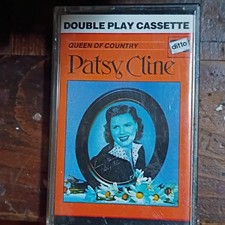 DOUBLE PLAY CASSETTE
QUEEN OF COUNTRY
ditto
Patsy Cline